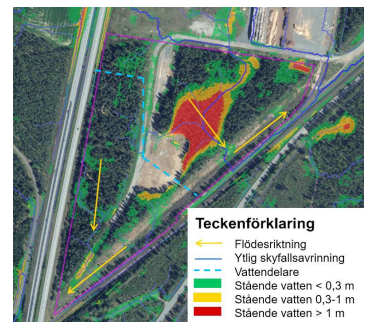 Teckenförklaring
Flödesriktning
Ytlig skyfallsavrinning
Vattendelare
Stående vatten < 0,3 m
Stående vatten 0,3-1 m
Stående vatten > 1 m